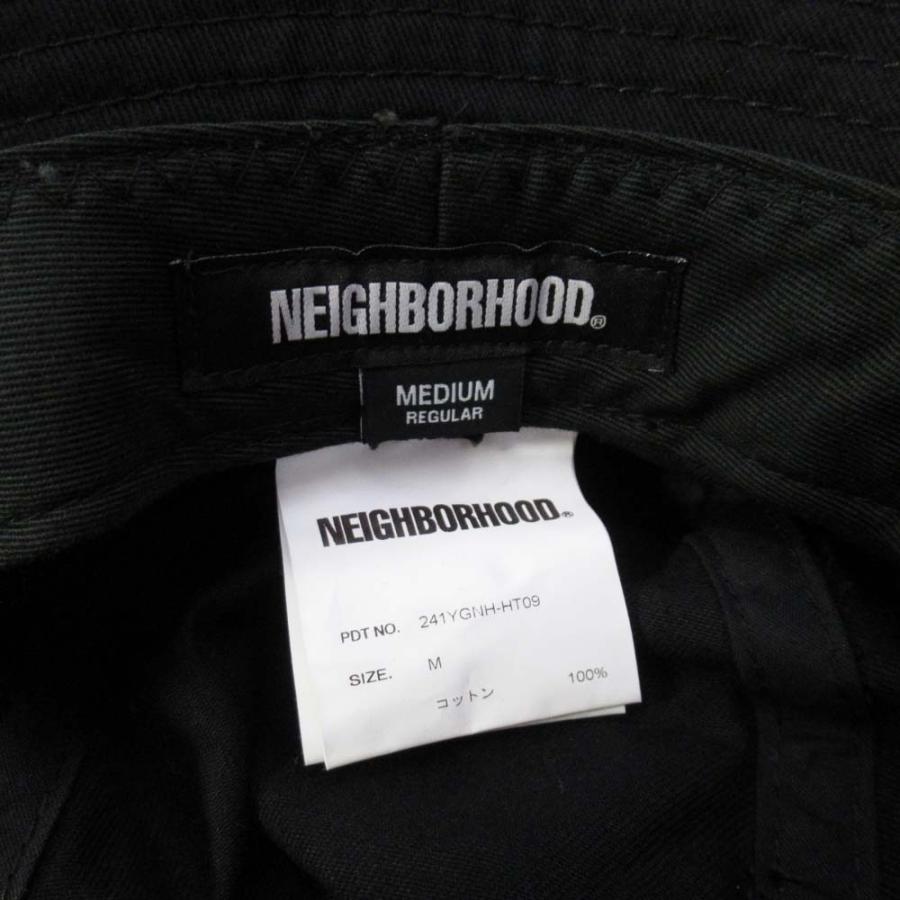 NEIGHBORHOOD®
MEDIUM
REGULAR
NEIGHBORHOOD®
PDT NO. 241YGNH-HT09
SIZE. M
コットン 100%